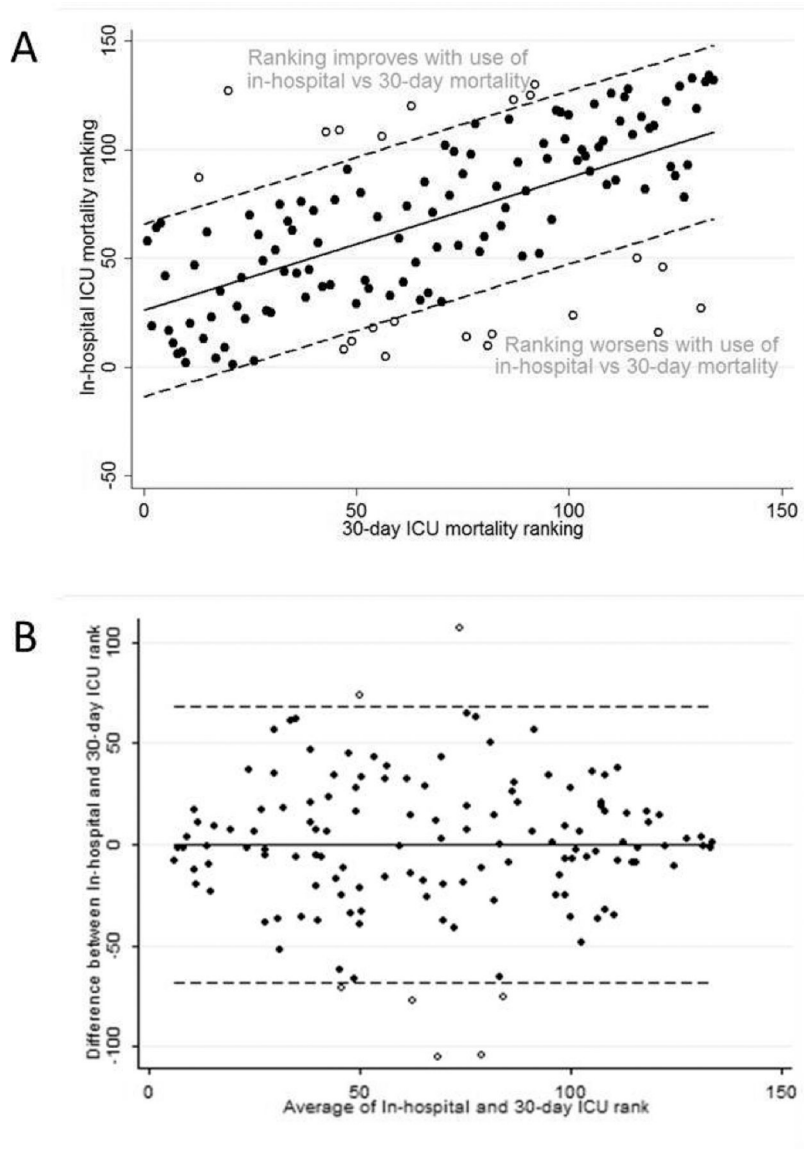 A
Ranking improves with use of
in-hospital vs 30-day mortality
Ranking worsens with use of
in-hospital vs 30-day mortality
In-hospital ICU mortality ranking
150
100
50
0
-50
0
50
100
150
30-day ICU mortality ranking
B
Difference between In-hospital and 30-day ICU rank
100
50
0
-50
-100
0
50
100
150
Average of In-hospital and 30-day ICU rank